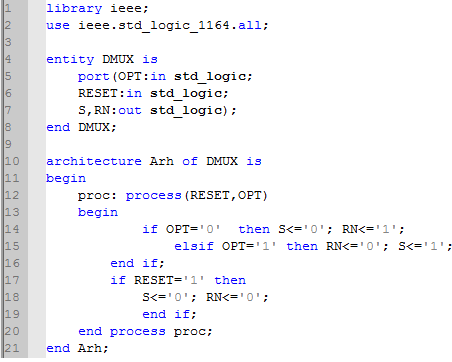 1 library ieee;
2 use ieee.std_logic_1164.all;
3
4 entity DMUX is
5     port(OPT:in std_logic;
6     RESET:in std_logic;
7     S,RN:out std_logic);
8 end DMUX;
9
10 architecture Arh of DMUX is
11 begin
12     proc: process(RESET,OPT)
13     begin
14             if OPT='0'  then S<='0'; RN<='1';
15                 elsif OPT='1' then RN<='0'; S<='1';
16         end if;
17         if RESET='1' then
18             S<='0'; RN<='0';
19             end if;
20     end process proc;
21 end Arh;